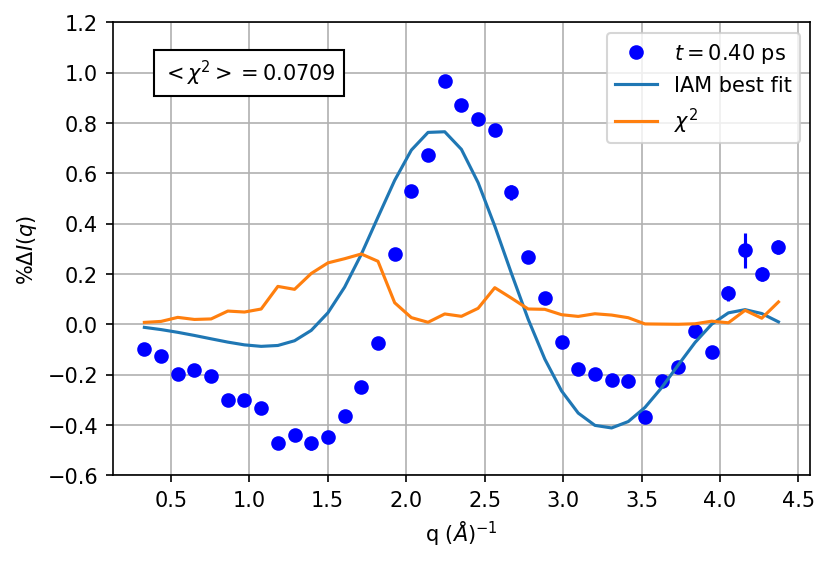 1.2
1.0
0.8
0.6
0.4
0.2
0.0
−0.2
−0.4
−0.6
%ΔI(q)
< χ² > = 0.0709
t = 0.40 ps
IAM best fit
χ²
0.5 1.0 1.5 2.0 2.5 3.0 3.5 4.0 4.5
q (Å)⁻¹